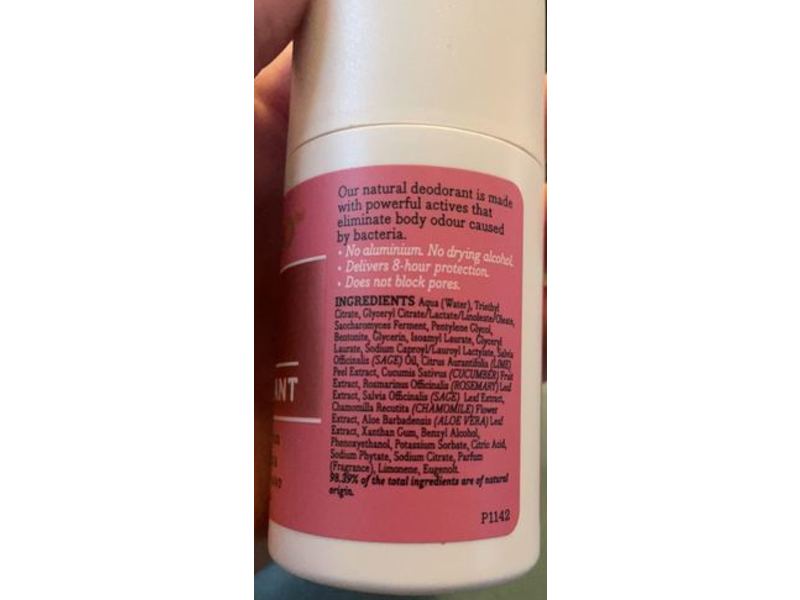 Our natural deodorant is made
with powerful actives that
eliminate body odour caused
by bacteria.
• No aluminium. No drying alcohol.
• Delivers 8-hour protection.
• Does not block pores.
INGREDIENTS Aqua (Water), Triethyl
Citrate, Glyceryl Citrate/Lactate/Linoleate/Oleate,
Saccharomyces Ferment, Pentylene Glycol,
Bentonite, Glycerin, Isoamyl Laurate, Glyceryl
Laurate, Sodium Caproyl/Lauroyl Lactylate, Salvia
Officinalis (SAGE) Oil, Citrus Aurantifolia (LIME)
Peel Extract, Cucumis Sativus (CUCUMBER) Fruit
Extract, Rosmarinus Officinalis (ROSEMARY) Leaf
Extract, Salvia Officinalis (SAGE) Leaf Extract,
Chamomilla Recutita (CHAMOMILE) Flower
Extract, Aloe Barbadensis (ALOE VERA) Leaf
Extract, Xanthan Gum, Benzyl Alcohol,
Phenoxyethanol, Potassium Sorbate, Citric Acid,
Sodium Phytate, Sodium Citrate, Parfum
(Fragrance), Limonene, Eugenol.
98.39% of the total ingredients are of natural
origin.
P1142
ANT